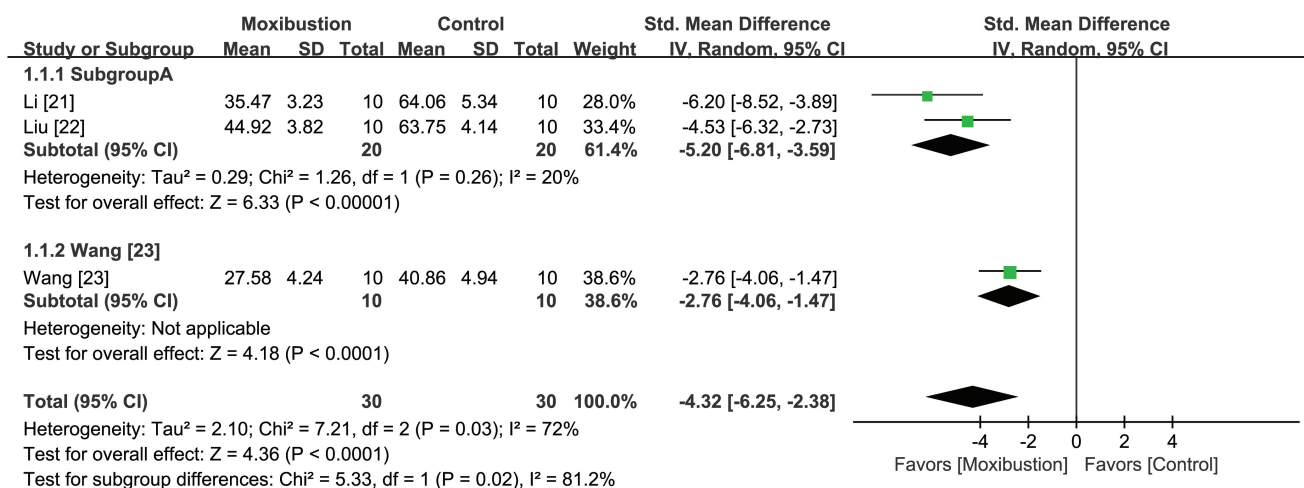 Moxibustion Control Std. Mean Difference Std. Mean Difference
Study or Subgroup Mean SD Total Mean SD Total Weight IV, Random, 95% CI IV, Random, 95% CI
1.1.1 SubgroupA
Li [21] 35.47 3.23 10 64.06 5.34 10 28.0% -6.20 [-8.52, -3.89]
Liu [22] 44.92 3.82 10 63.75 4.14 10 33.4% -4.53 [-6.32, -2.73]
Subtotal (95% CI) 20 20 61.4% -5.20 [-6.81, -3.59]
Heterogeneity: Tau² = 0.29; Chi² = 1.26, df = 1 (P = 0.26); I² = 20%
Test for overall effect: Z = 6.33 (P < 0.00001)
1.1.2 Wang [23]
Wang [23] 27.58 4.24 10 40.86 4.94 10 38.6% -2.76 [-4.06, -1.47]
Subtotal (95% CI) 10 10 38.6% -2.76 [-4.06, -1.47]
Heterogeneity: Not applicable
Test for overall effect: Z = 4.18 (P < 0.0001)
Total (95% CI) 30 30 100.0% -4.32 [-6.25, -2.38]
Heterogeneity: Tau² = 2.10; Chi² = 7.21, df = 2 (P = 0.03); I² = 72%
Test for overall effect: Z = 4.36 (P < 0.0001)
Test for subgroup differences: Chi² = 5.33, df = 1 (P = 0.02), I² = 81.2%
-4 -2 0 2 4
Favors [Moxibustion] Favors [Control]